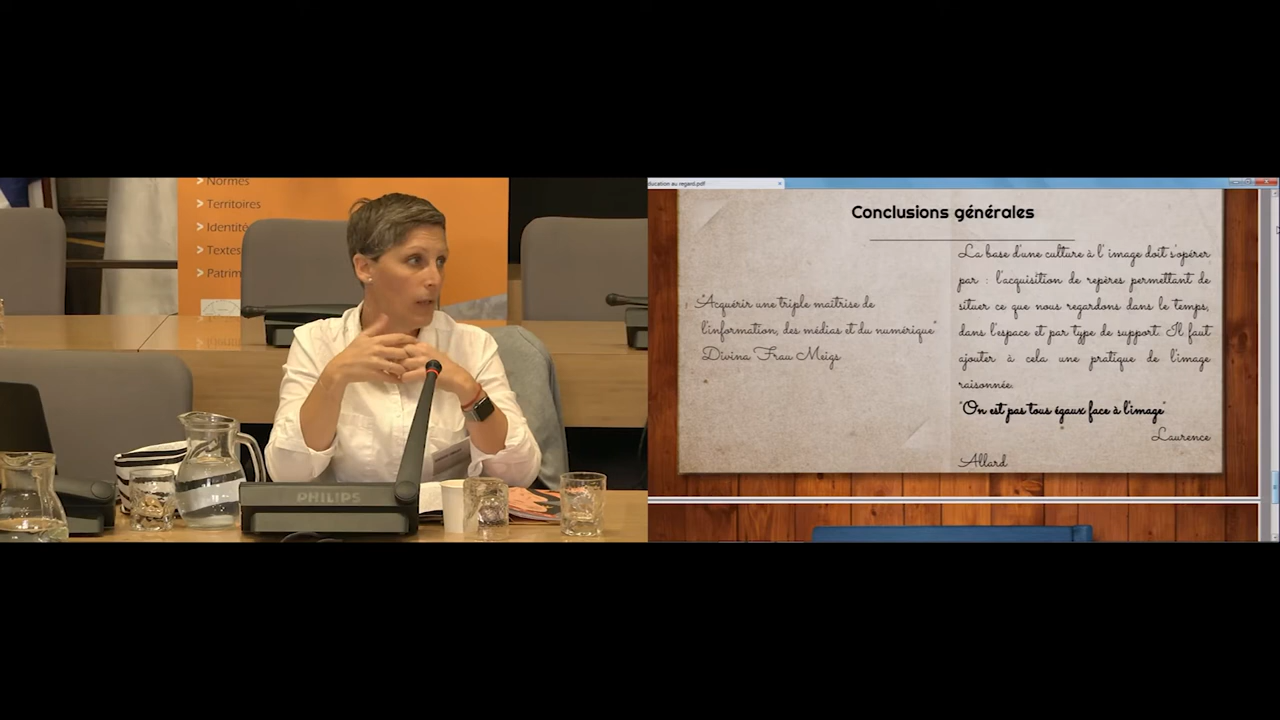 > Normes
> Territoires
> Identité
> Textes
> Patrim
PHILIPS
ducation au regard.pdf
Conclusions générales
"Acquérir une triple maîtrise de
l'information, des médias et du numérique"
Divina Frau Meigs
La base d'une culture à l' image doit s'opérer
par : l'acquisition de repères permettant de
situer ce que nous regardons dans le temps,
dans l'espace et par type de support. Il faut
ajouter à cela une pratique de l'image
raisonnée.
"On est pas tous égaux face à l'image"
Laurence
Allard